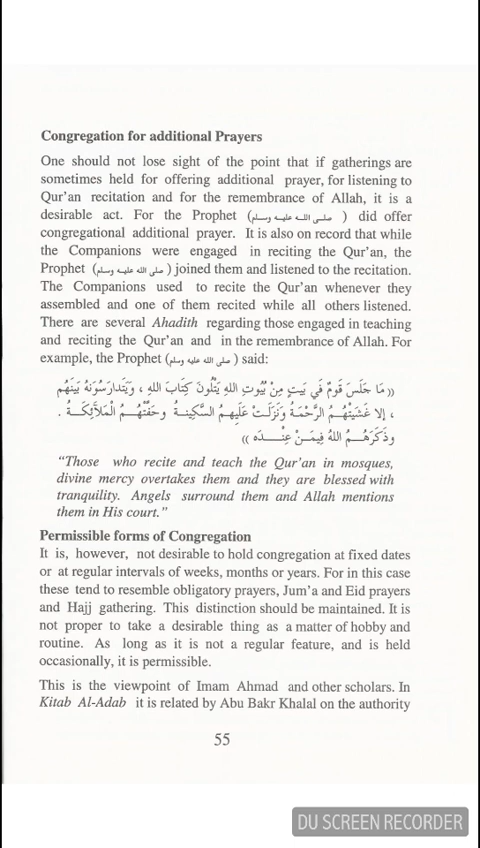 Congregation for additional Prayers
One should not lose sight of the point that if gatherings are
sometimes held for offering additional prayer, for listening to
Qur'an recitation and for the remembrance of Allah, it is a
desirable act. For the Prophet (صلى الله عليه وسلم) did offer
congregational additional prayer. It is also on record that while
the Companions were engaged in reciting the Qur'an, the
Prophet (صلى الله عليه وسلم) joined them and listened to the recitation.
The Companions used to recite the Qur'an whenever they
assembled and one of them recited while all others listened.
There are several Ahadith regarding those engaged in teaching
and reciting the Qur'an and in the remembrance of Allah. For
example, the Prophet (صلى الله عليه وسلم) said:
(( مَا جَلَسَ قَومٌ فِي بَيتٍ مِنْ بُيُوتِ اللهِ يَتْلُونَ كِتَابَ اللهِ ، وَيَتَدارَسُونَهُ بَينَهُم
، إلا غَشيَتْهُمُ الرَّحْمَةُ وَنَزَلَتْ عَلَيهِمُ السَّكِينةُ وحَفَّتْهُمُ الْمَلاَئِكَةُ .
وذَكَرَهُمُ اللهُ فِيمَنْ عِنْدَه ))
“Those who recite and teach the Qur'an in mosques,
divine mercy overtakes them and they are blessed with
tranquility. Angels surround them and Allah mentions
them in His court.”
Permissible forms of Congregation
It is, however, not desirable to hold congregation at fixed dates
or at regular intervals of weeks, months or years. For in this case
these tend to resemble obligatory prayers, Jum'a and Eid prayers
and Hajj gathering. This distinction should be maintained. It is
not proper to take a desirable thing as a matter of hobby and
routine. As long as it is not a regular feature, and is held
occasionally, it is permissible.
This is the viewpoint of Imam Ahmad and other scholars. In
Kitab Al-Adab it is related by Abu Bakr Khalal on the authority
55
DU SCREEN RECORDER